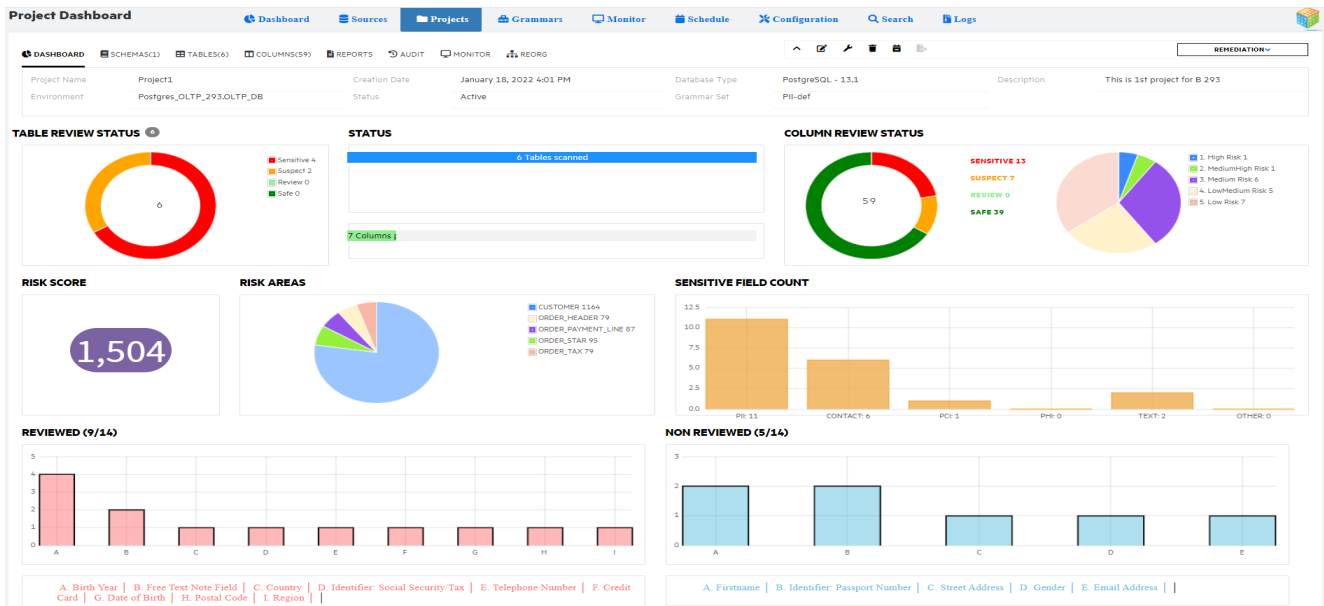 Project Dashboard
Dashboard
Sources
Projects
Grammars
Monitor
Schedule
Configuration
Search
Logs
DASHBOARD
SCHEMAS(1)
TABLES(6)
COLUMNS(59)
REPORTS
AUDIT
MONITOR
REORG
REMEDIATION
Project Name Project1 Creation Date January 18, 2022 4:01 PM Database Type PostgreSQL - 13.1 Description This is 1st project for B 293
Environment Postgres_OLTP_293.OLTP_DB Status Active Grammar Set PII-def
TABLE REVIEW STATUS 6
6
Sensitive 4
Suspect 2
Review 0
Safe 0
STATUS
6 Tables scanned
7 Columns p
COLUMN REVIEW STATUS
59
SENSITIVE 13
SUSPECT 7
REVIEW 0
SAFE 39
1. High Risk 1
2. MediumHigh Risk 1
3. Medium Risk 6
4. LowMedium Risk 5
5. Low Risk 7
RISK SCORE
1,504
RISK AREAS
CUSTOMER 1164
ORDER_HEADER 79
ORDER_PAYMENT_LINE 87
ORDER_STAR 95
ORDER_TAX 79
SENSITIVE FIELD COUNT
12.5
10.0
7.5
5.0
2.5
0.0
PII: 11 CONTACT: 6 PCI: 1 PHI: 0 TEXT: 2 OTHER: 0
REVIEWED (9/14)
5
4
3
2
1
0
A B C D E F G H I
A. Birth Year | B. Free Text Note Field | C. Country | D. Identifier: Social Security/Tax | E. Telephone Number | F. Credit
Card | G. Date of Birth | H. Postal Code | I. Region | |
NON REVIEWED (5/14)
3
2
1
0
A B C D E
A. Firstname | B. Identifier: Passport Number | C. Street Address | D. Gender | E. Email Address | |